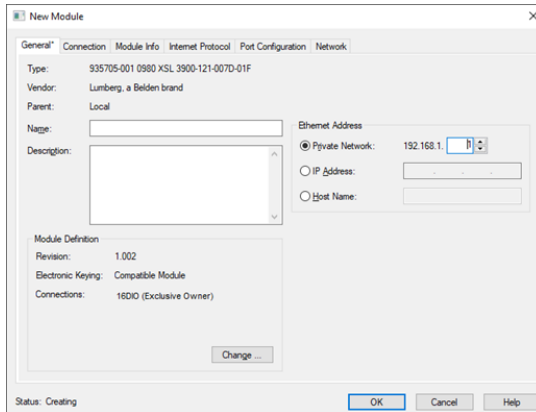 New Module
General* Connection Module Info Internet Protocol Port Configuration Network
Type: 935705-001 0980 XSL 3900-121-007D-01F
Vendor: Lumberg, a Belden brand
Parent: Local
Name:
Description:
Ethernet Address
Private Network: 192.168.1. 1
IP Address: . . .
Host Name:
Module Definition
Revision: 1.002
Electronic Keying: Compatible Module
Connections: 16DIO (Exclusive Owner)
Change ...
Status: Creating
OK Cancel Help